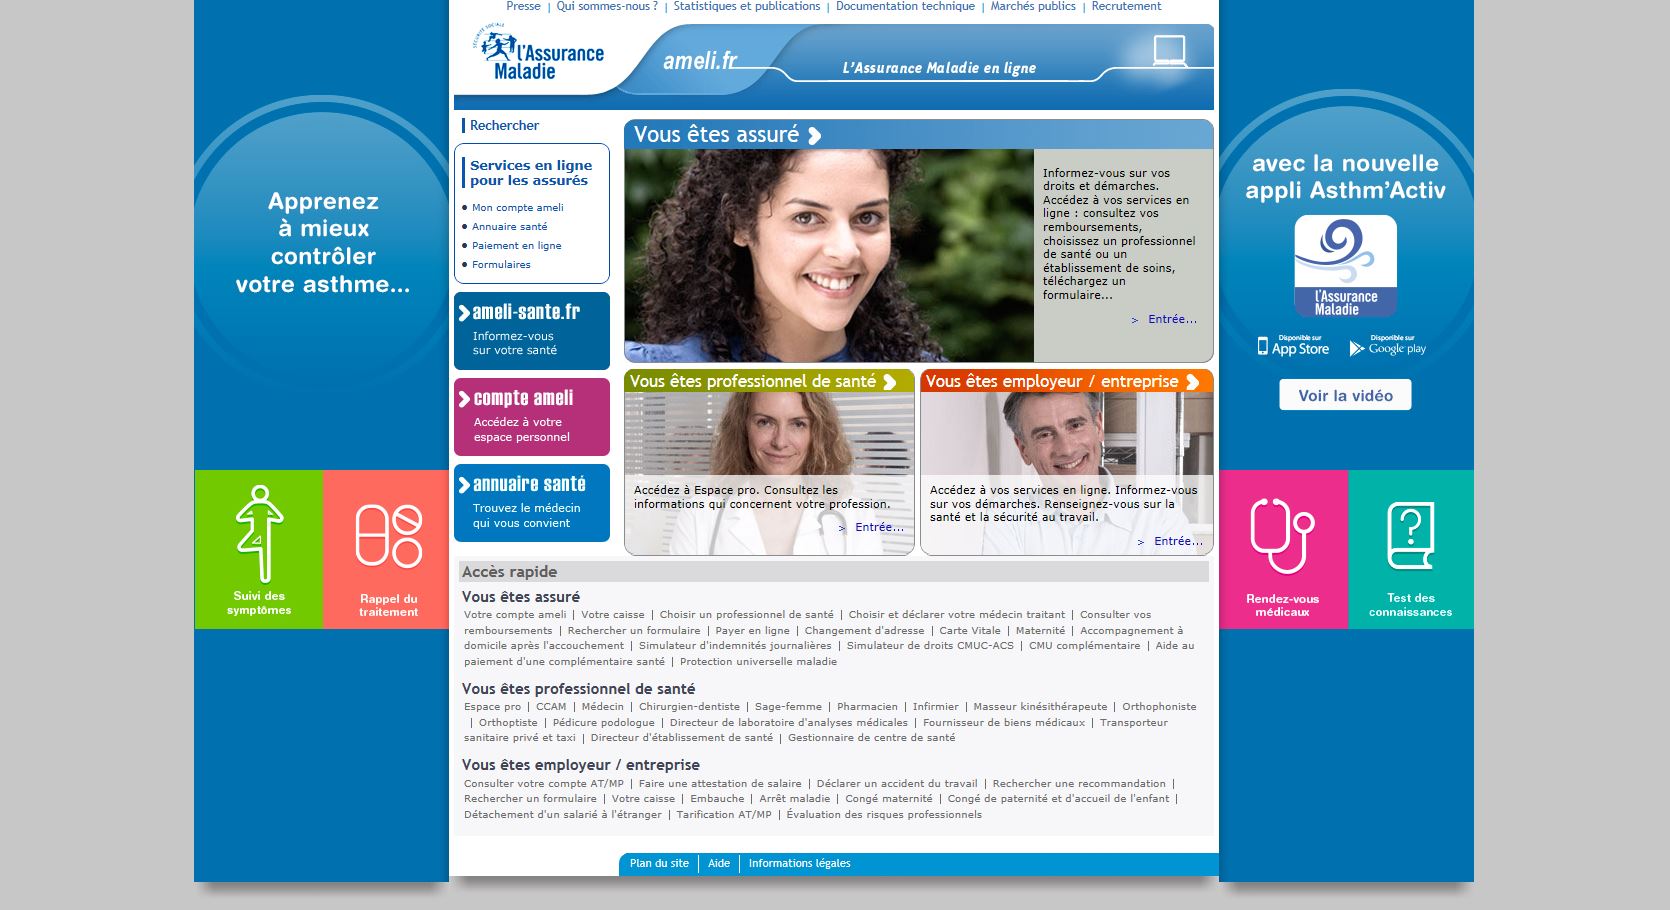 Presse | Qui sommes-nous ? | Statistiques et publications | Documentation technique | Marchés publics | Recrutement
SÉCURITÉ SOCIALE
l'Assurance
Maladie
ameli.fr
L'Assurance Maladie en ligne
Apprenez
à mieux
contrôler
votre asthme...
Suivi des
symptômes
Rappel du
traitement
Rechercher
Services en ligne
pour les assurés
Mon compte ameli
Annuaire santé
Paiement en ligne
Formulaires
ameli-sante.fr
Informez-vous
sur votre santé
compte ameli
Accédez à votre
espace personnel
annuaire santé
Trouvez le médecin
qui vous convient
Vous êtes assuré
Informez-vous sur vos
droits et démarches.
Accédez à vos services en
ligne : consultez vos
remboursements,
choisissez un professionnel
de santé ou un
établissement de soins,
téléchargez un
formulaire...
> Entrée...
Vous êtes professionnel de santé
Accédez à Espace pro. Consultez les
informations qui concernent votre profession.
> Entrée...
Vous êtes employeur / entreprise
Accédez à vos services en ligne. Informez-vous
sur vos démarches. Renseignez-vous sur la
santé et la sécurité au travail.
> Entrée...
avec la nouvelle
appli Asthm'Activ
l'Assurance
Maladie
Disponible sur
App Store
Disponible sur
Google play
Voir la vidéo
Rendez-vous
médicaux
Test des
connaissances
Accès rapide
Vous êtes assuré
Votre compte ameli | Votre caisse | Choisir un professionnel de santé | Choisir et déclarer votre médecin traitant | Consulter vos
remboursements | Rechercher un formulaire | Payer en ligne | Changement d'adresse | Carte Vitale | Maternité | Accompagnement à
domicile après l'accouchement | Simulateur d'indemnités journalières | Simulateur de droits CMUC-ACS | CMU complémentaire | Aide au
paiement d'une complémentaire santé | Protection universelle maladie
Vous êtes professionnel de santé
Espace pro | CCAM | Médecin | Chirurgien-dentiste | Sage-femme | Pharmacien | Infirmier | Masseur kinésithérapeute | Orthophoniste
| Orthoptiste | Pédicure podologue | Directeur de laboratoire d'analyses médicales | Fournisseur de biens médicaux | Transporteur
sanitaire privé et taxi | Directeur d'établissement de santé | Gestionnaire de centre de santé
Vous êtes employeur / entreprise
Consulter votre compte AT/MP | Faire une attestation de salaire | Déclarer un accident du travail | Rechercher une recommandation |
Rechercher un formulaire | Votre caisse | Embauche | Arrêt maladie | Congé maternité | Congé de paternité et d'accueil de l'enfant |
Détachement d'un salarié à l'étranger | Tarification AT/MP | Évaluation des risques professionnels
Plan du site | Aide | Informations légales